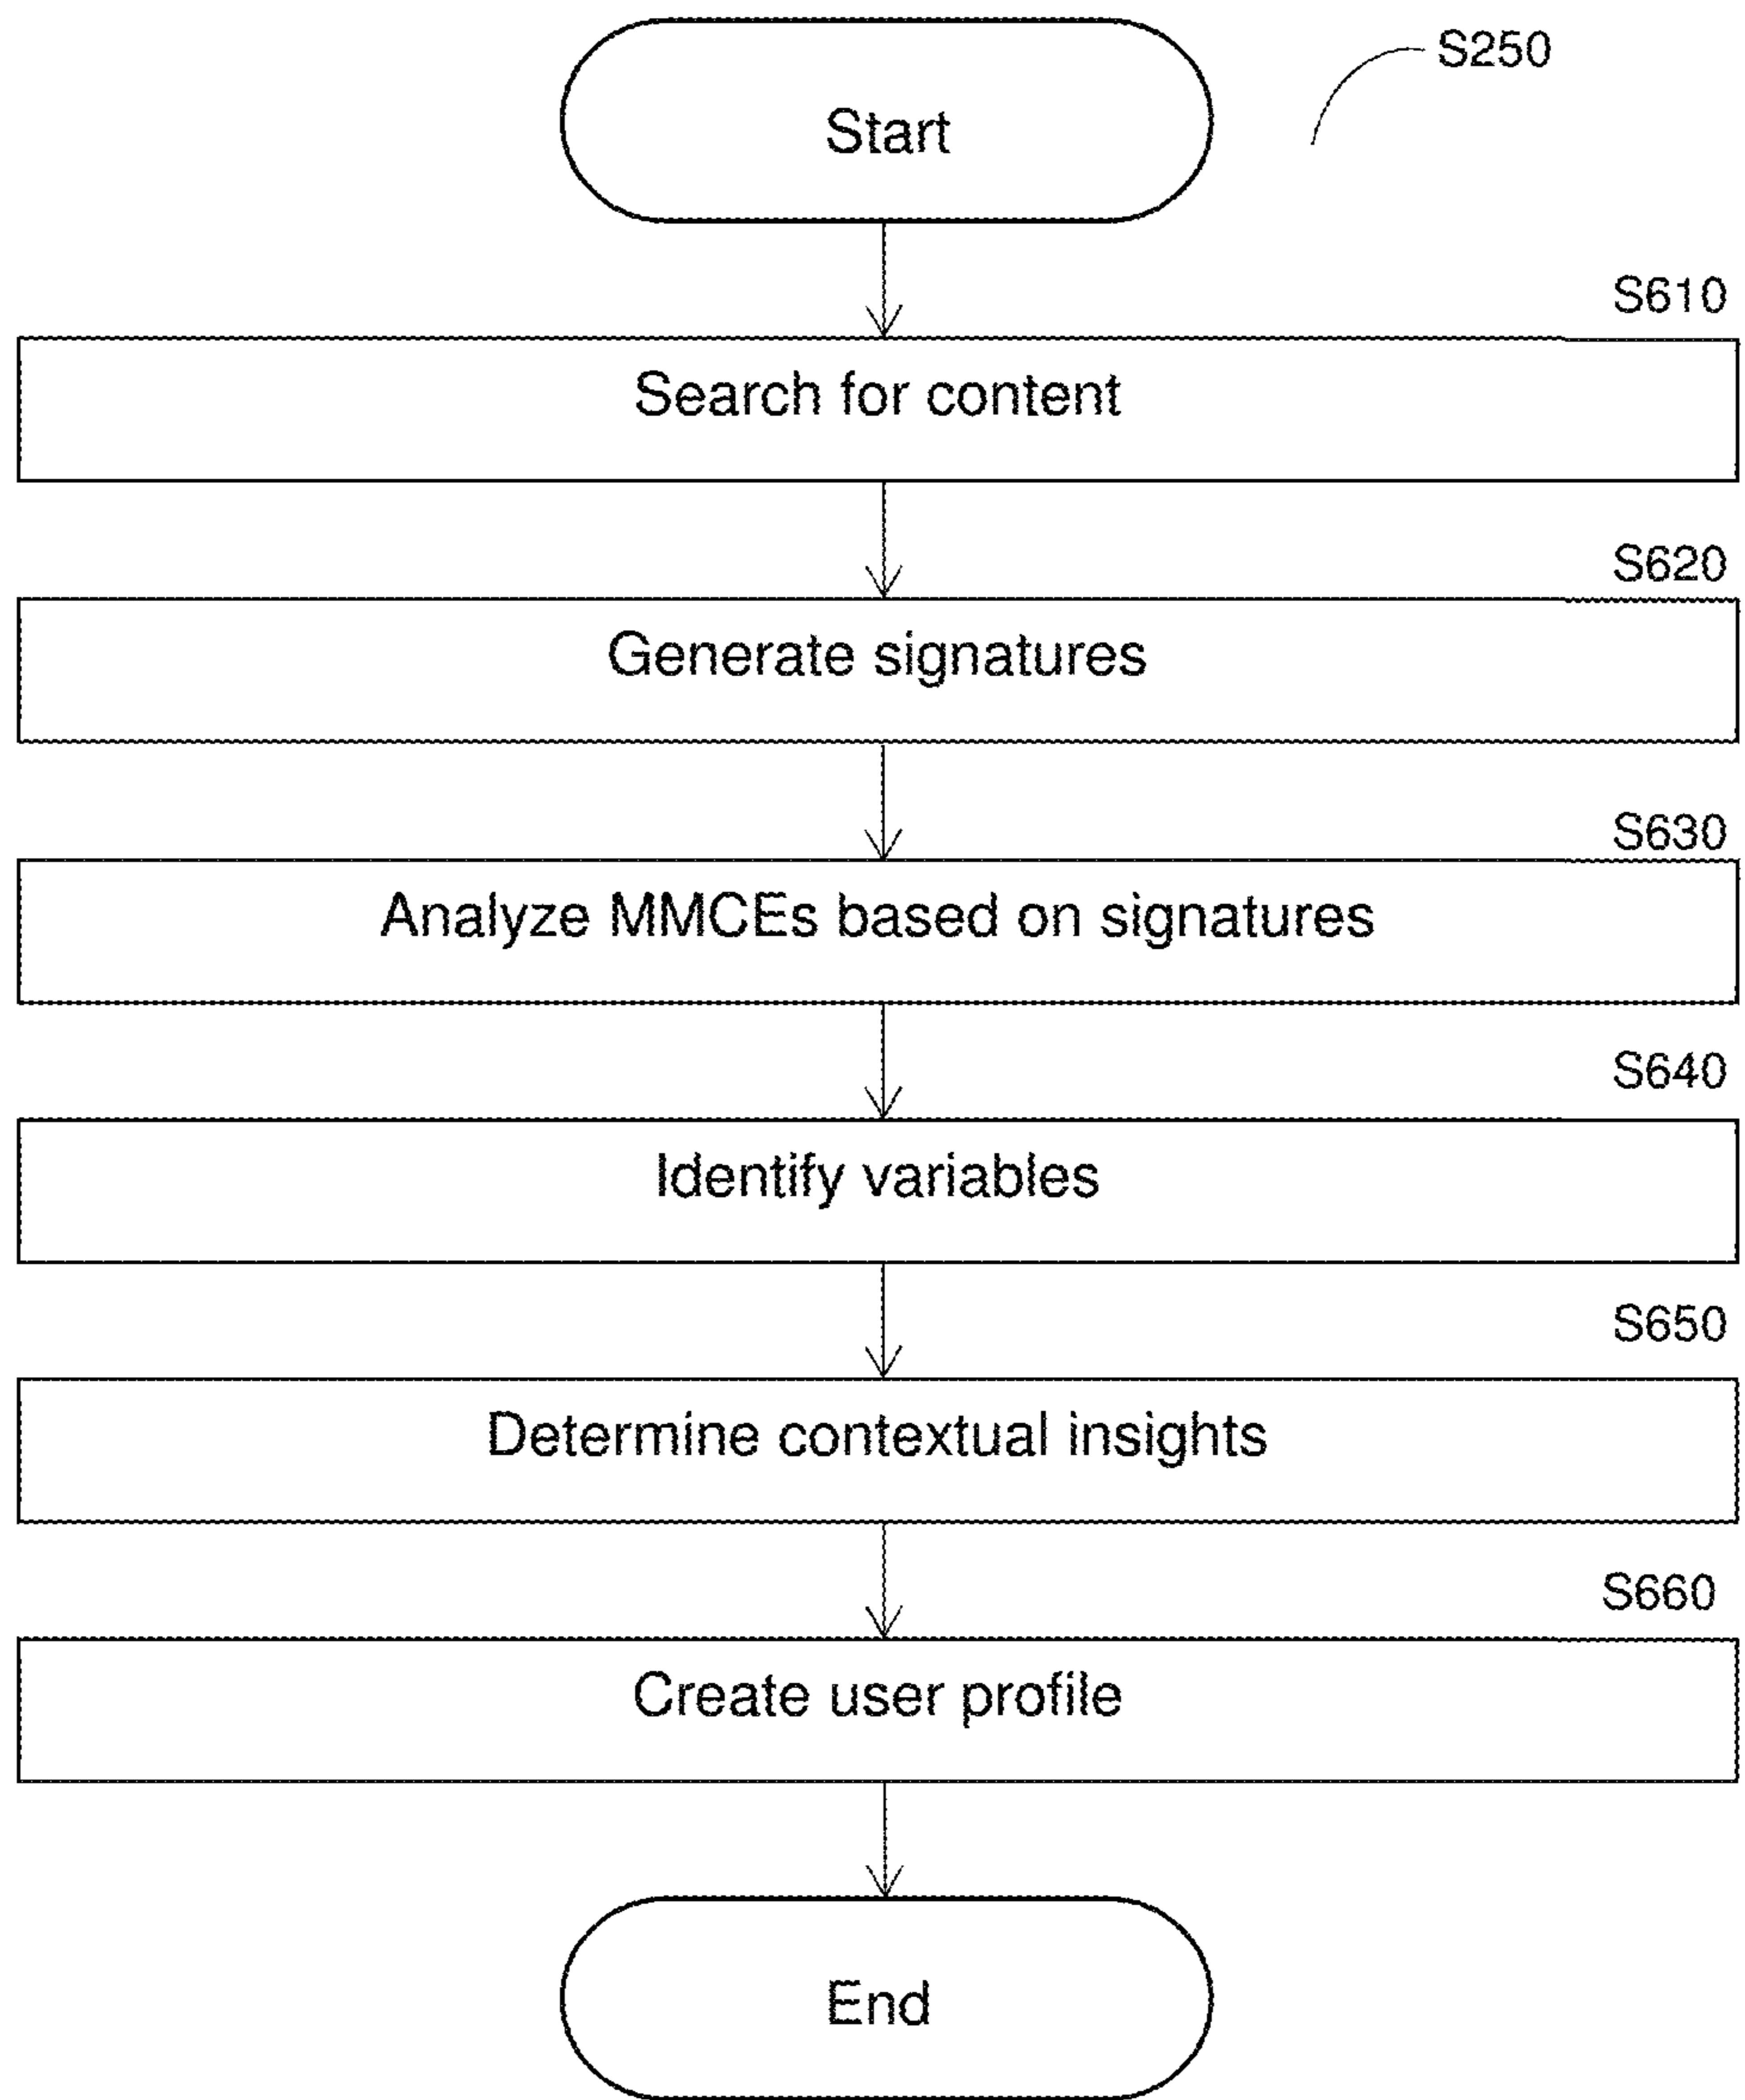 S250
Start
S610
Search for content
S620
Generate signatures
S630
Analyze MMCEs based on signatures
S640
Identify variables
S650
Determine contextual insights
S660
Create user profile
End